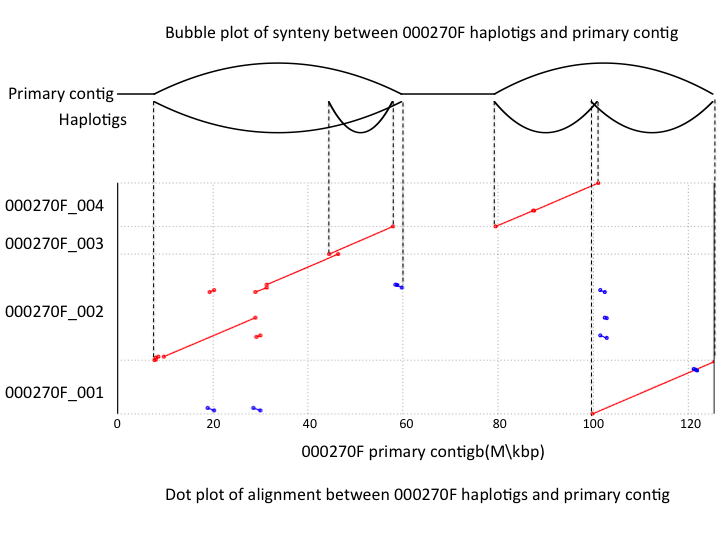 Bubble plot of synteny between 000270F haplotigs and primary contig
Primary contig
Haplotigs
000270F_004
000270F_003
000270F_002
000270F_001
0 20 40 60 80 100 120
000270F primary contigb(M\kbp)
Dot plot of alignment between 000270F haplotigs and primary contig